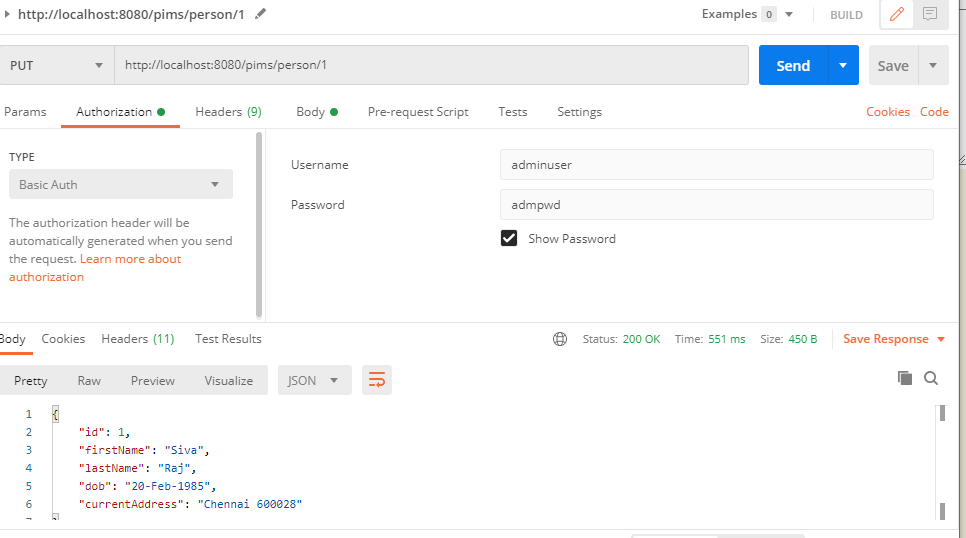 http://localhost:8080/pims/person/1 Examples 0 BUILD
PUT http://localhost:8080/pims/person/1 Send Save
Params Authorization Headers (9) Body Pre-request Script Tests Settings Cookies Code
TYPE
Basic Auth
The authorization header will be
automatically generated when you send
the request. Learn more about
authorization
Username adminuser
Password admpwd
Show Password
Body Cookies Headers (11) Test Results Status: 200 OK Time: 551 ms Size: 450 B Save Response
Pretty Raw Preview Visualize JSON
1 {
2 "id": 1,
3 "firstName": "Siva",
4 "lastName": "Raj",
5 "dob": "20-Feb-1985",
6 "currentAddress": "Chennai 600028"